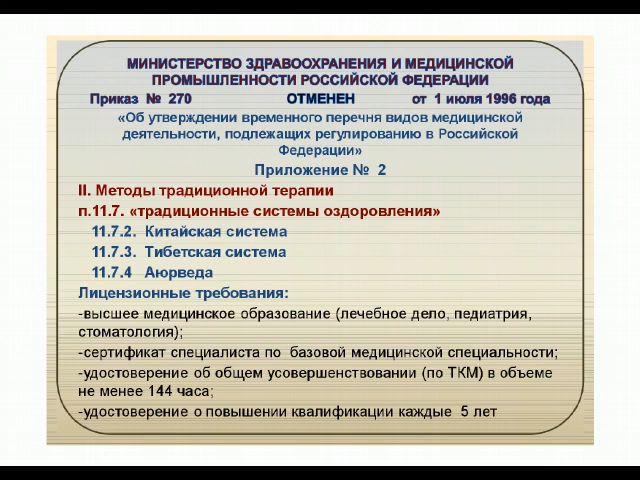 МИНИСТЕРСТВО ЗДРАВООХРАНЕНИЯ И МЕДИЦИНСКОЙ
ПРОМЫШЛЕННОСТИ РОССИЙСКОЙ ФЕДЕРАЦИИ
Приказ № 270 ОТМЕНЕН от 1 июля 1996 года
«Об утверждении временного перечня видов медицинской
деятельности, подлежащих регулированию в Российской
Федерации»
Приложение № 2
II. Методы традиционной терапии
п.11.7. «традиционные системы оздоровления»
11.7.2. Китайская система
11.7.3. Тибетская система
11.7.4 Аюрведа
Лицензионные требования:
-высшее медицинское образование (лечебное дело, педиатрия,
стоматология);
-сертификат специалиста по базовой медицинской специальности;
-удостоверение об общем усовершенствовании (по ТКМ) в объеме
не менее 144 часа;
-удостоверение о повышении квалификации каждые 5 лет